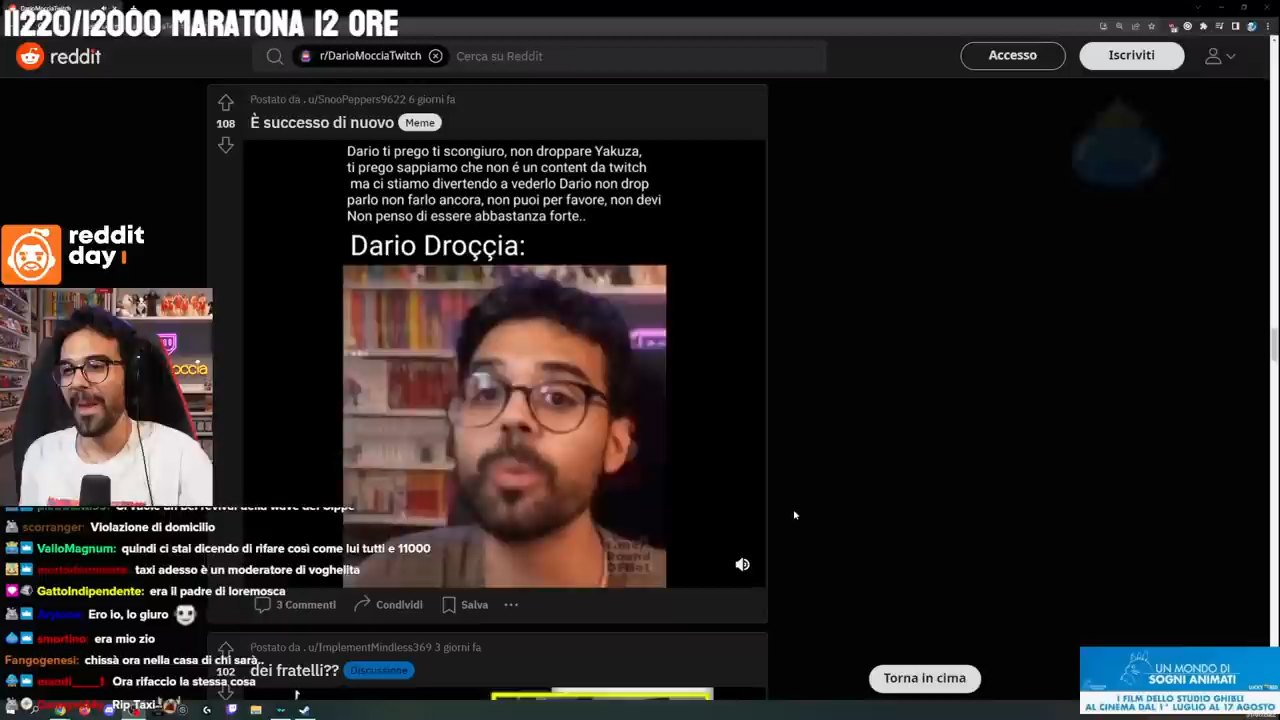 11220/12000 MARATONA 12 ORE
reddit
r/DarioMocciaTwitch
Cerca su Reddit
Accesso
Iscriviti
Postato da . u/SnooPeppers9622 6 giorni fa
108
È successo di nuovo
Meme
Dario ti prego ti scongiuro, non droppare Yakuza,
ti prego sappiamo che non é un content da twitch
ma ci stiamo divertendo a vederlo Dario non drop
parlo non farlo ancora, non puoi per favore, non devi
Non penso di essere abbastanza forte..
Dario Droççia:
reddit
day
occia
scorranger: Violazione di domicilio
ValloMagnum: quindi ci stai dicendo di rifare così come lui tutti e 11000
taxi adesso è un moderatore di voghelita
GattoIndipendente: era il padre di loremosca
Ero io, lo giuro
smortino: era mio zio
Fangogenesi: chissà ora nella casa di chi sarà..
Ora rifaccio la stessa cosa
Rip Taxi
3 Commenti
Condividi
Salva
Postato da . u/ImplementMindless369 3 giorni fa
102
dei fratelli??
Discussione
Torna in cima
UN MONDO DI
SOGNI ANIMATI
I FILM DELLO STUDIO GHIBLI
AL CINEMA DAL 1° LUGLIO AL 17 AGOSTO